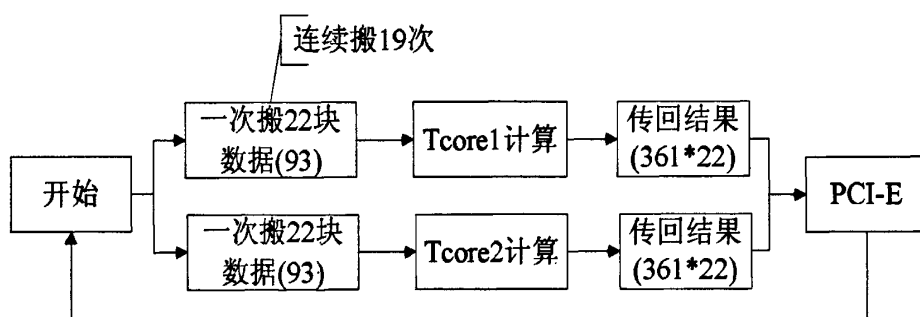 连续搬19次
一次搬22块
数据(93)
Tcore1计算
传回结果
(361*22)
开始
PCI-E
一次搬22块
数据(93)
Tcore2计算
传回结果
(361*22)